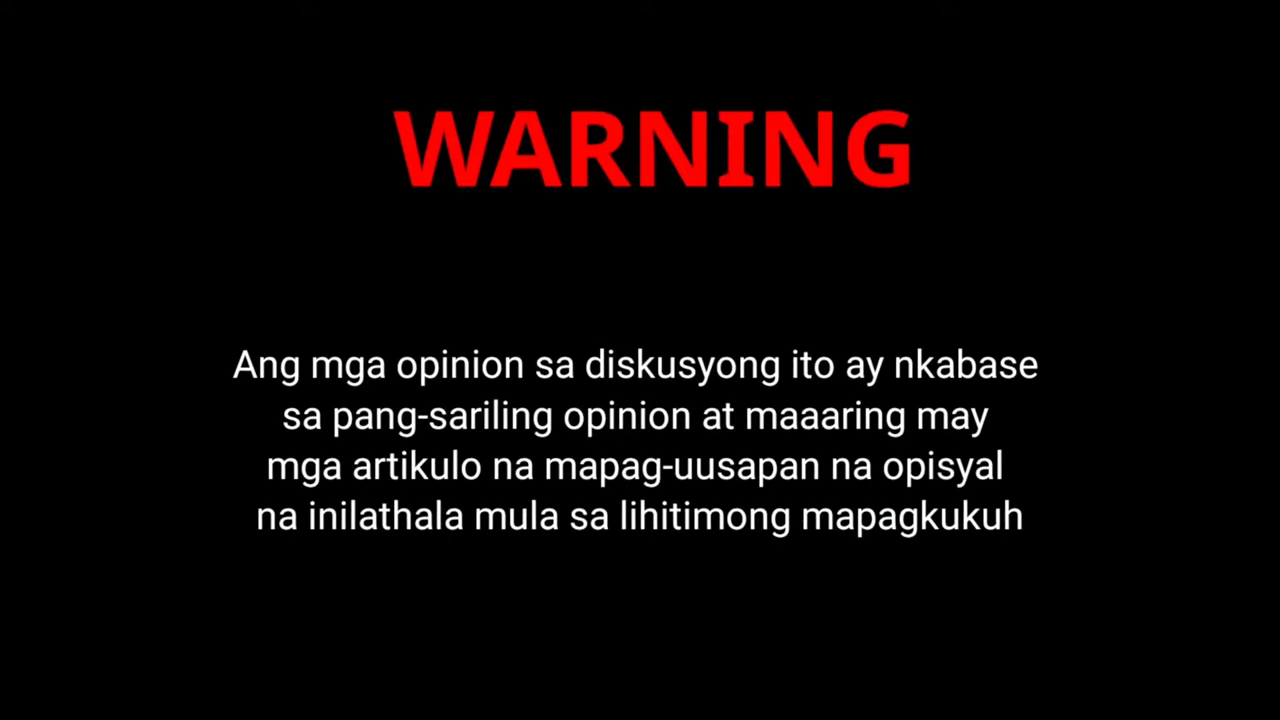 WARNING
Ang mga opinion sa diskusyong ito ay nkabase
sa pang-sariling opinion at maaaring may
mga artikulo na mapag-uusapan na opisyal
na inilathala mula sa lihitimong mapagkukuh